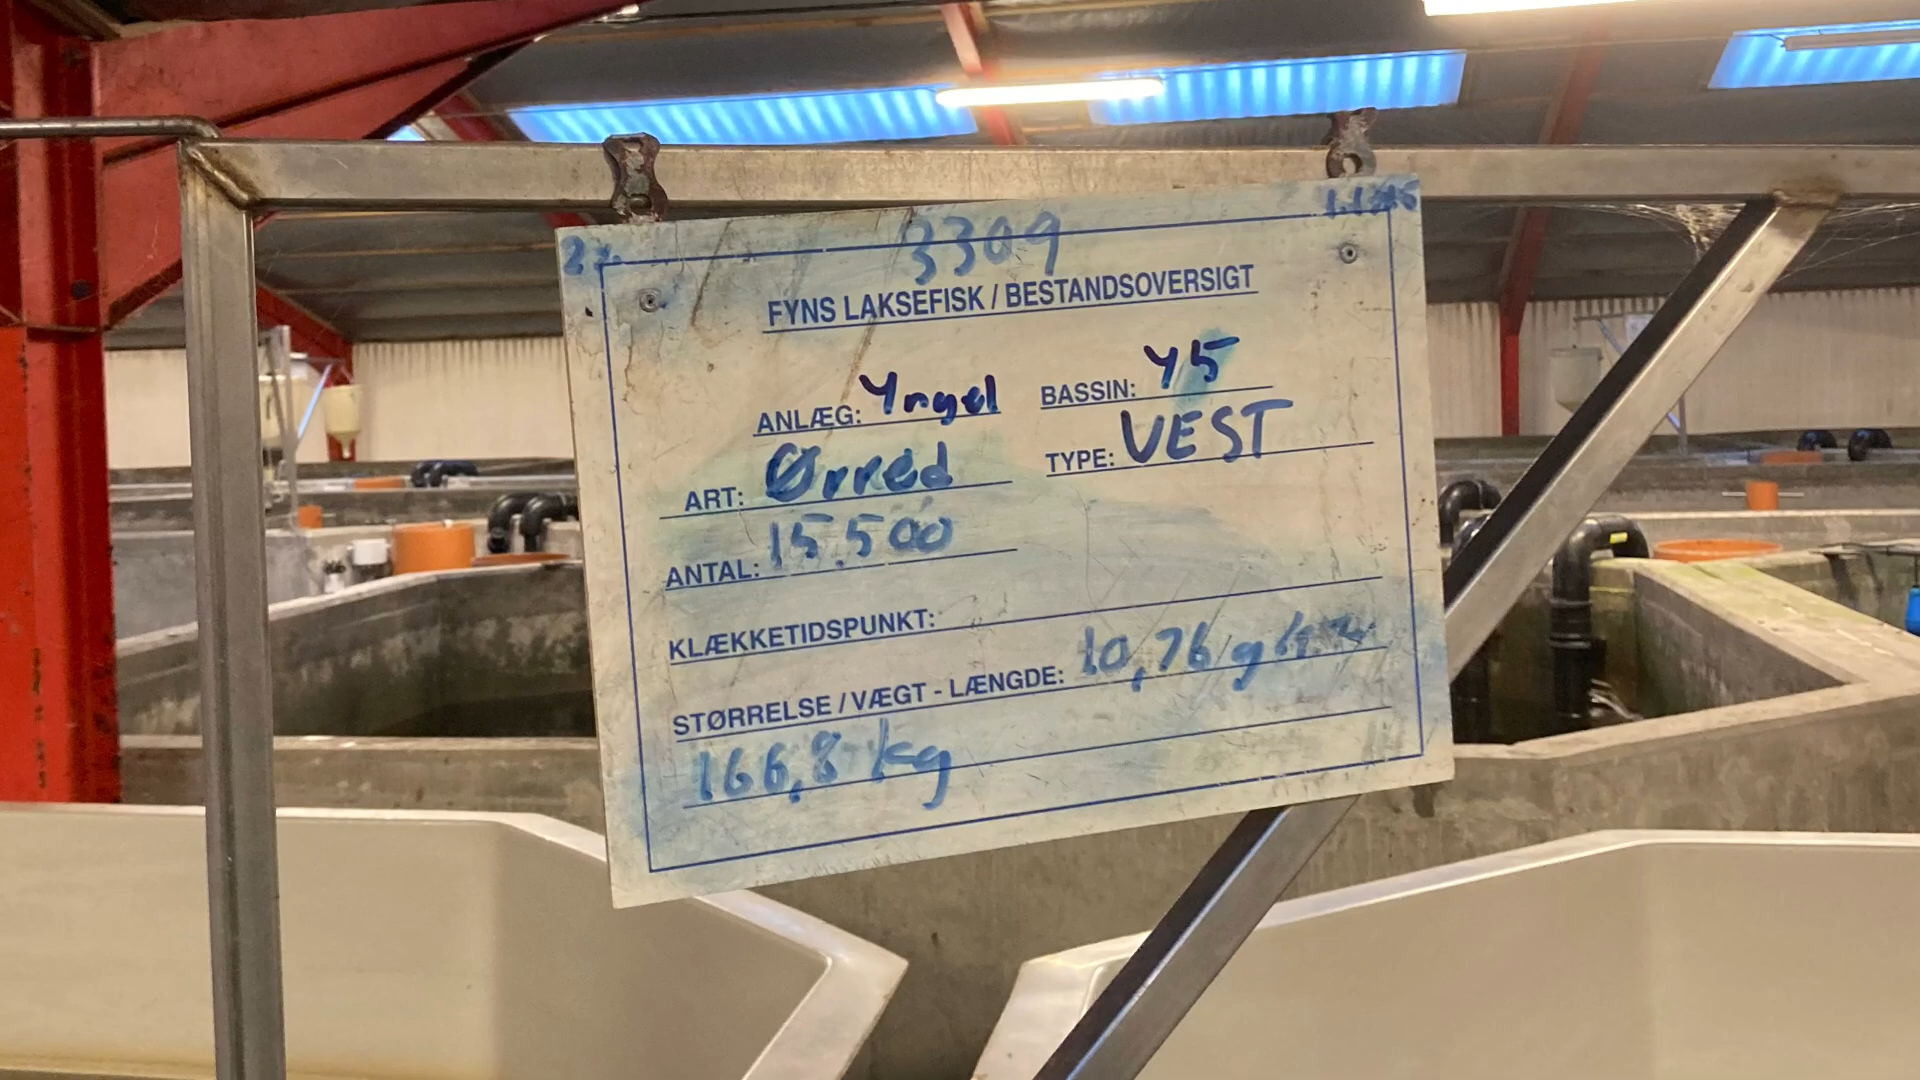 3309
FYNS LAKSEFISK / BESTANDSOVERSIGT
ANLÆG: Yngel BASSIN: Y5
ART: Ørred TYPE: VEST
ANTAL: 15.500
KLÆKKETIDSPUNKT:
STØRRELSE / VÆGT - LÆNGDE: 10,76 g
166,8 kg